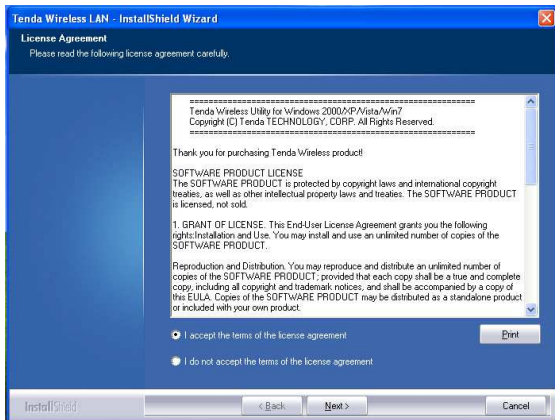 Tenda Wireless LAN - InstallShield Wizard
License Agreement
Please read the following license agreement carefully.
===========================================================
Tenda Wireless Utility for Windows 2000/XP/Vista/Win7
Copyright (C) Tenda TECHNOLOGY, CORP. All Rights Reserved.
===========================================================
Thank you for purchasing Tenda Wireless product!
SOFTWARE PRODUCT LICENSE
The SOFTWARE PRODUCT is protected by copyright laws and international copyright
treaties, as well as other intellectual property laws and treaties. The SOFTWARE PRODUCT
is licensed, not sold.
1. GRANT OF LICENSE. This End-User License Agreement grants you the following
rights:Installation and Use. You may install and use an unlimited number of copies of the
SOFTWARE PRODUCT.
Reproduction and Distribution. You may reproduce and distribute an unlimited number of
copies of the SOFTWARE PRODUCT; provided that each copy shall be a true and complete
copy, including all copyright and trademark notices, and shall be accompanied by a copy of
this EULA. Copies of the SOFTWARE PRODUCT may be distributed as a standalone product
or included with your own product.
I accept the terms of the license agreement
Print
I do not accept the terms of the license agreement
InstallShield
< Back
Next >
Cancel